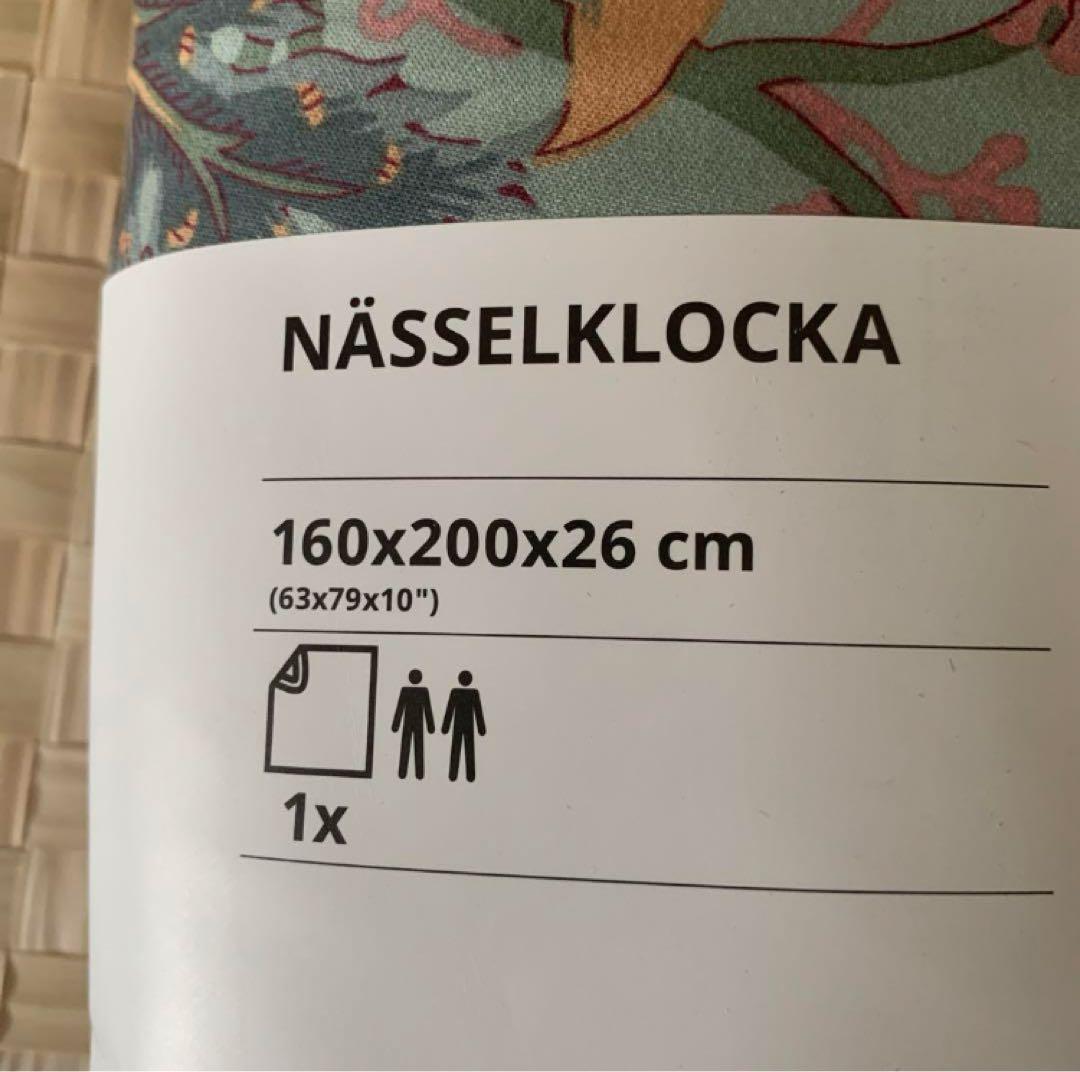 NÄSSELKLOCKA
160x200x26 cm
(63x79x10")
1x